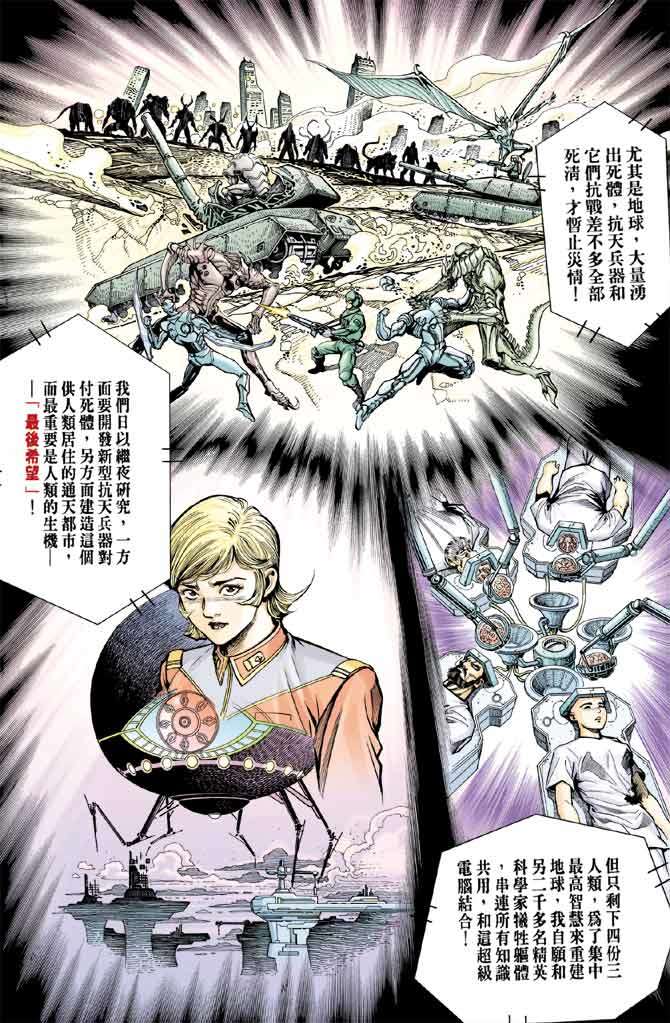 尤其是地球，大量湧
出死體，抗天兵器和
它們抗戰差不多全部
死清，才暫止災情！
我們日以繼夜研究，一方
面要開發新型抗天兵器對
付死體，另方面建造這個
供人類居住的通天都市，
而最重要是人類的生機—
—「最後希望」！
但只剩下四份三
人類，爲了集中
最高智慧來重建
地球，我自願和
另二千多名精英
科學家犠牲軀體
，串連所有知識
共用，和這超級
電腦結合！